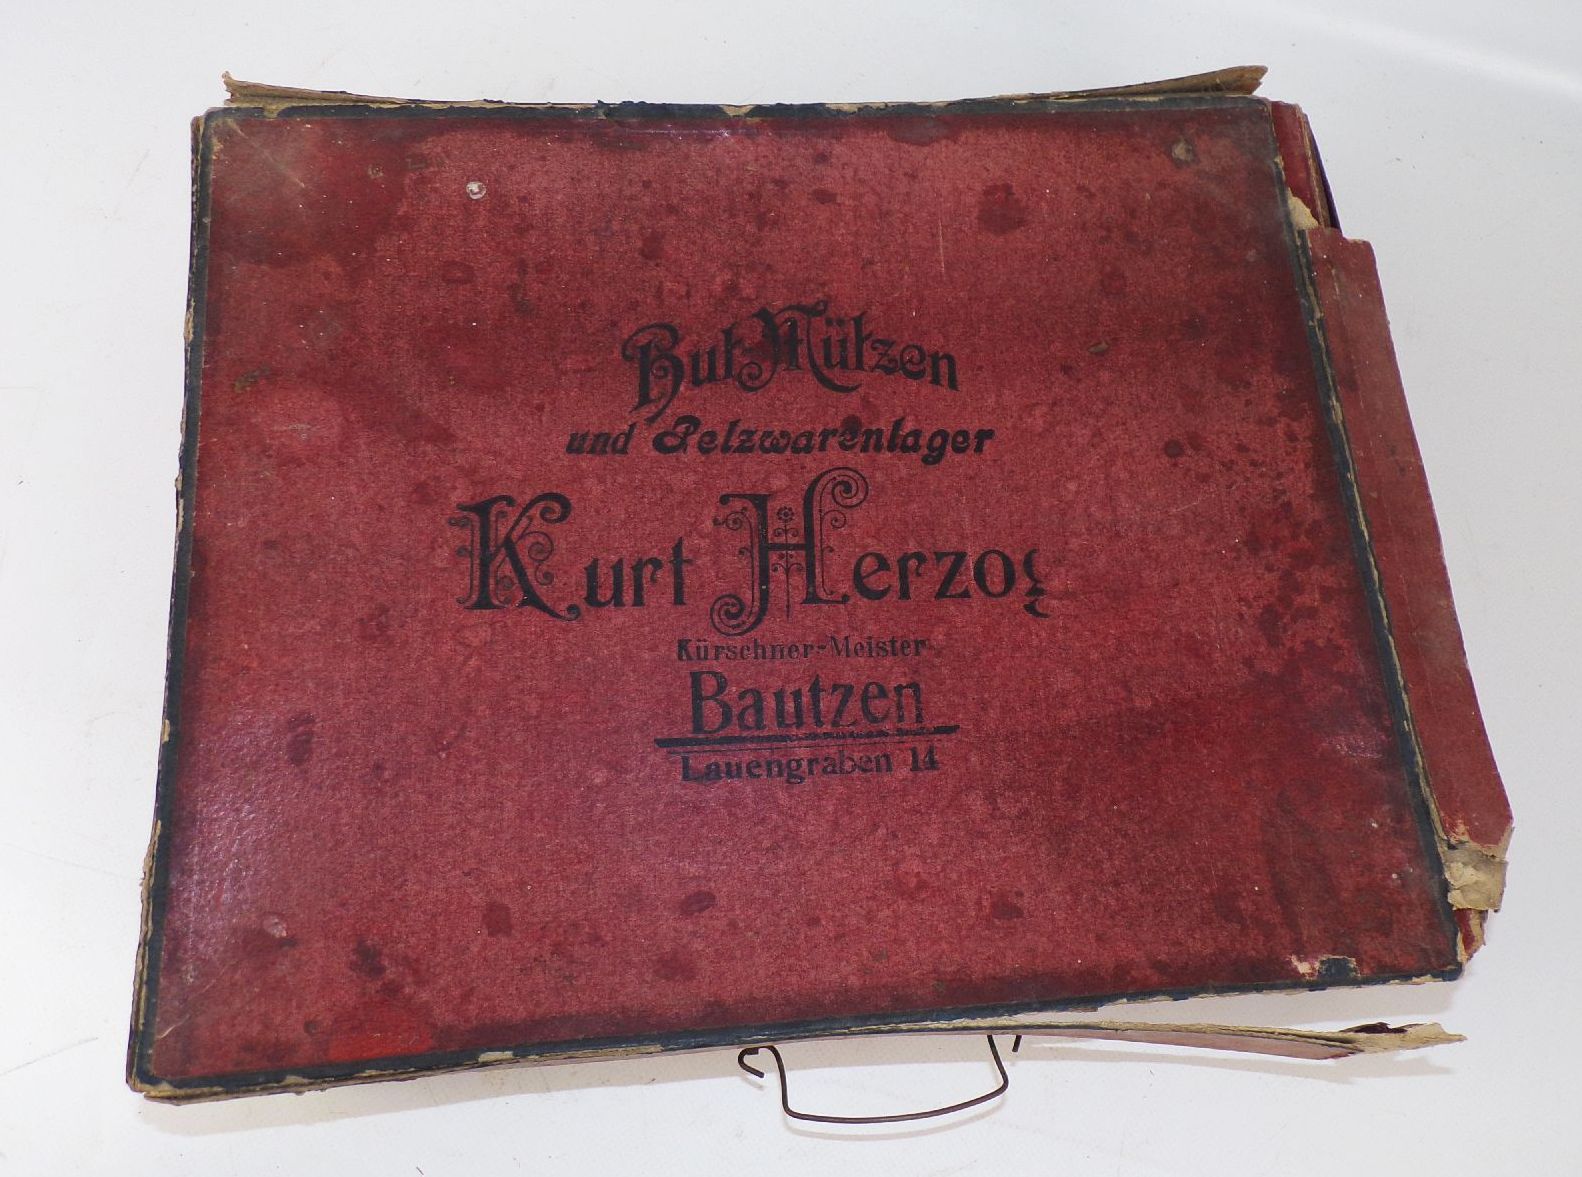 Hut Mützen
und Pelzwarenlager
Kurt Herzog
Kürschner-Meister
Bautzen
Lauengraben 14